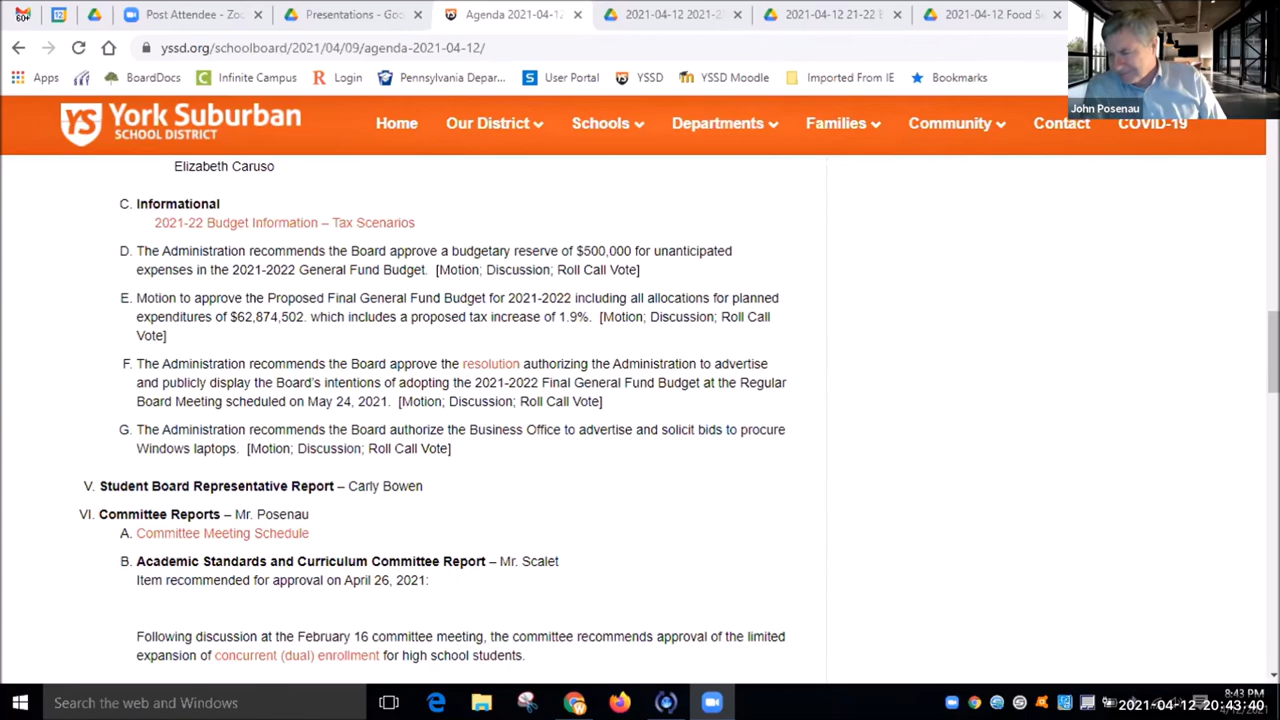 Post Attendee - Zoo
Presentations - Goo
Agenda 2021-04-12
2021-04-12 2021-2
2021-04-12 21-22 B
2021-04-12 Food Se
yssd.org/schoolboard/2021/04/09/agenda-2021-04-12/
Apps
BoardDocs
Infinite Campus
Login
Pennsylvania Depar...
User Portal
YSSD
YSSD Moodle
Imported From IE
Bookmarks
John Posenau
YS York Suburban
SCHOOL DISTRICT
Home
Our District
Schools
Departments
Families
Community
Contact
COVID-19
Elizabeth Caruso
C. Informational
2021-22 Budget Information – Tax Scenarios
D. The Administration recommends the Board approve a budgetary reserve of $500,000 for unanticipated
expenses in the 2021-2022 General Fund Budget. [Motion; Discussion; Roll Call Vote]
E. Motion to approve the Proposed Final General Fund Budget for 2021-2022 including all allocations for planned
expenditures of $62,874,502. which includes a proposed tax increase of 1.9%. [Motion; Discussion; Roll Call
Vote]
F. The Administration recommends the Board approve the resolution authorizing the Administration to advertise
and publicly display the Board's intentions of adopting the 2021-2022 Final General Fund Budget at the Regular
Board Meeting scheduled on May 24, 2021. [Motion; Discussion; Roll Call Vote]
G. The Administration recommends the Board authorize the Business Office to advertise and solicit bids to procure
Windows laptops. [Motion; Discussion; Roll Call Vote]
V. Student Board Representative Report – Carly Bowen
VI. Committee Reports – Mr. Posenau
A. Committee Meeting Schedule
B. Academic Standards and Curriculum Committee Report – Mr. Scalet
Item recommended for approval on April 26, 2021:
Following discussion at the February 16 committee meeting, the committee recommends approval of the limited
expansion of concurrent (dual) enrollment for high school students.
Search the web and Windows
8:43 PM
2021-04-12 20:43:40